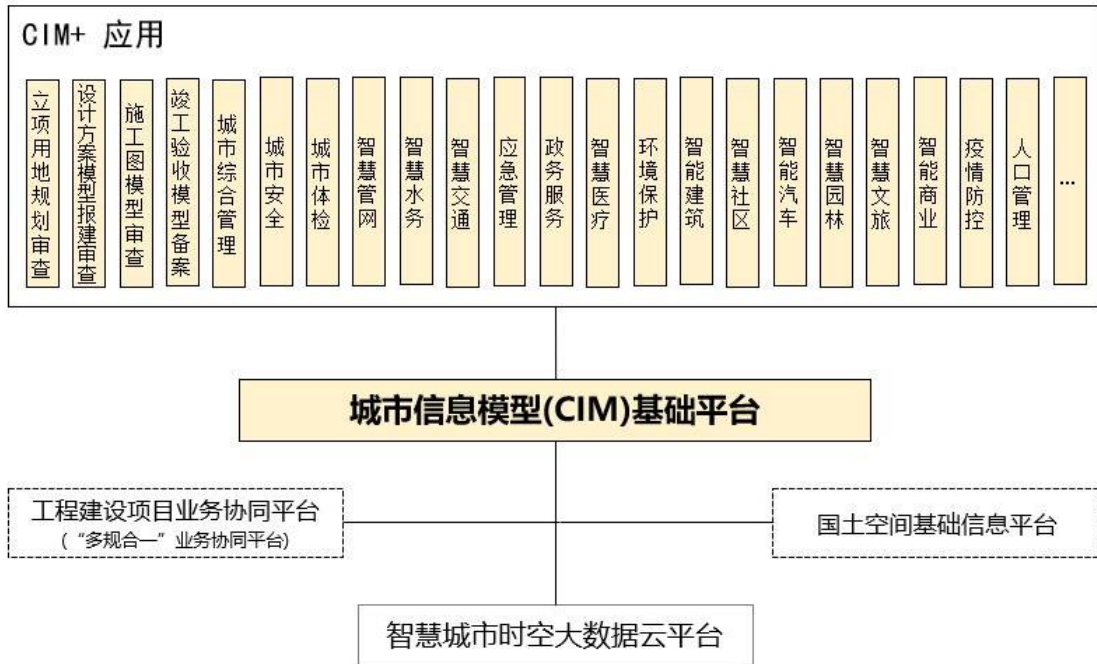 CIM+ 应用
立项用地规划审查
设计方案模型报建审查
施工图模型审查
竣工验收模型备案
城市综合管理
城市安全
城市体检
智慧管网
智慧水务
智慧交通
应急管理
政务服务
智慧医疗
环境保护
智能建筑
智慧社区
智能汽车
智慧园林
智慧文旅
智能商业
疫情防控
人口管理
...
城市信息模型(CIM)基础平台
工程建设项目业务协同平台
(“多规合一”业务协同平台)
国土空间基础信息平台
智慧城市时空大数据云平台